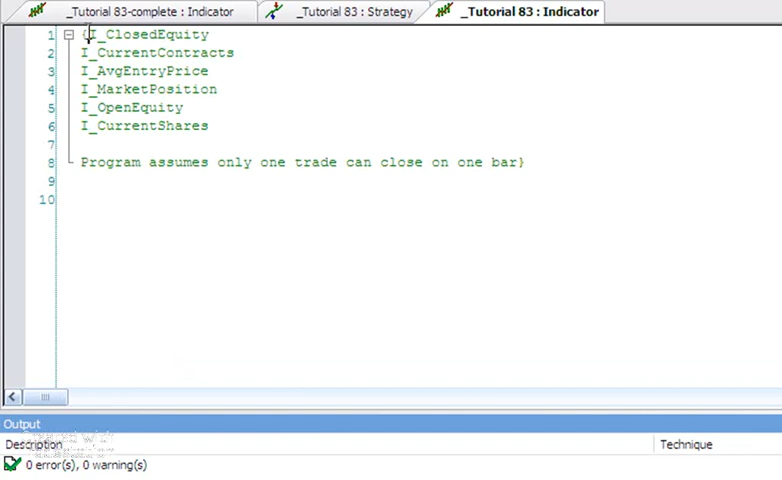 _Tutorial 83-complete : Indicator
_Tutorial 83 : Strategy
_Tutorial 83 : Indicator
1 {I_ClosedEquity
2 I_CurrentContracts
3 I_AvgEntryPrice
4 I_MarketPosition
5 I_OpenEquity
6 I_CurrentShares
7
8 Program assumes only one trade can close on one bar}
9
10
Output
Description
Technique
0 error(s), 0 warning(s)